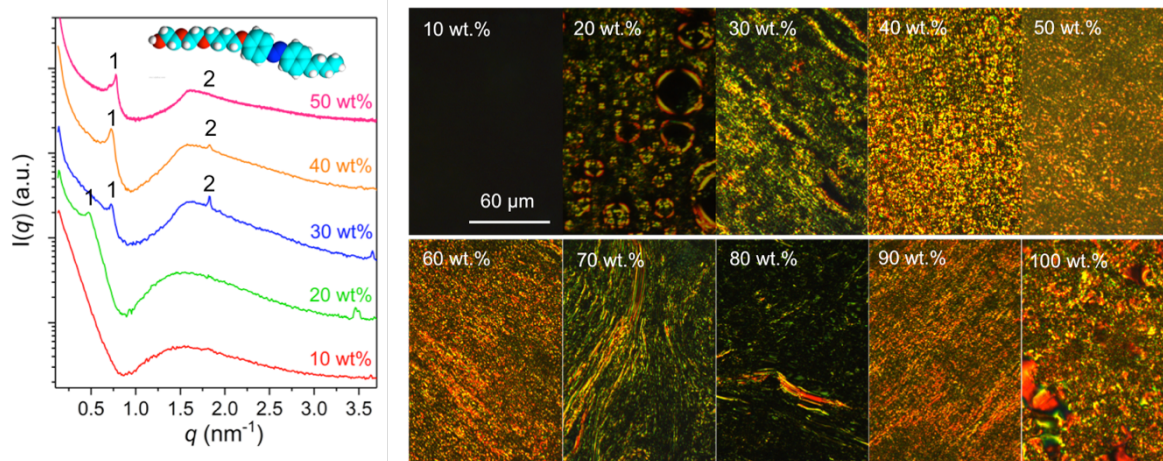 1
2
50 wt%
1
2
40 wt%
1
1
2
30 wt%
20 wt%
10 wt%
I(q) (a.u.)
0.5 1.0 1.5 2.0 2.5 3.0 3.5
q (nm⁻¹)
10 wt.% 20 wt.% 30 wt.% 40 wt.% 50 wt.%
60 µm
60 wt.% 70 wt.% 80 wt.% 90 wt.% 100 wt.%